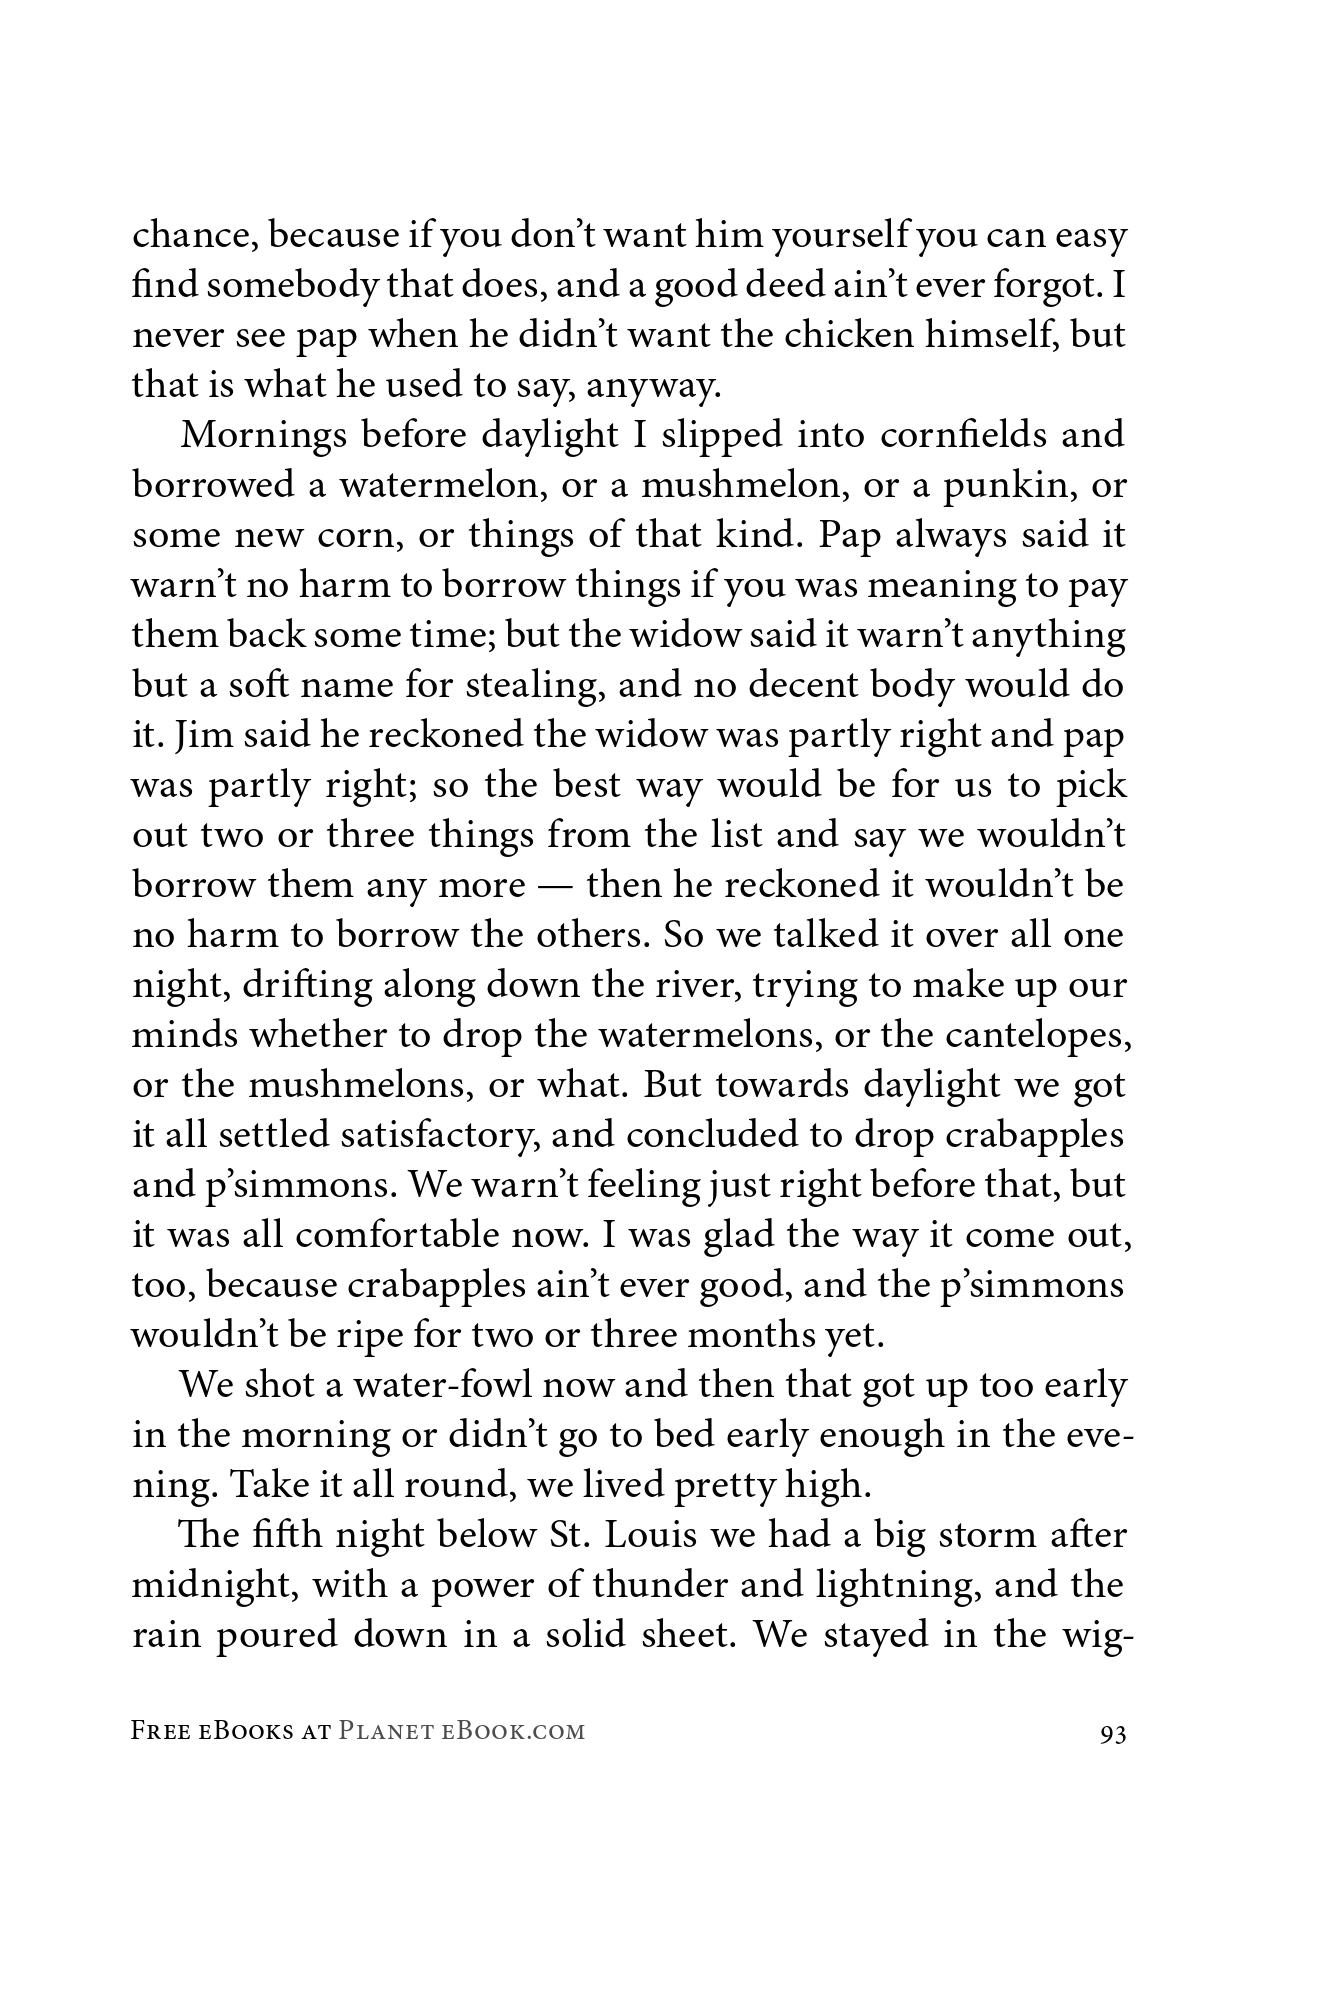 chance, because if you don’t want him yourself you can easy
find somebody that does, and a good deed ain’t ever forgot. I
never see pap when he didn’t want the chicken himself, but
that is what he used to say, anyway.
Mornings before daylight I slipped into cornfields and
borrowed a watermelon, or a mushmelon, or a punkin, or
some new corn, or things of that kind. Pap always said it
warn’t no harm to borrow things if you was meaning to pay
them back some time; but the widow said it warn’t anything
but a soft name for stealing, and no decent body would do
it. Jim said he reckoned the widow was partly right and pap
was partly right; so the best way would be for us to pick
out two or three things from the list and say we wouldn’t
borrow them any more — then he reckoned it wouldn’t be
no harm to borrow the others. So we talked it over all one
night, drifting along down the river, trying to make up our
minds whether to drop the watermelons, or the cantelopes,
or the mushmelons, or what. But towards daylight we got
it all settled satisfactory, and concluded to drop crabapples
and p’simmons. We warn’t feeling just right before that, but
it was all comfortable now. I was glad the way it come out,
too, because crabapples ain’t ever good, and the p’simmons
wouldn’t be ripe for two or three months yet.
We shot a water-fowl now and then that got up too early
in the morning or didn’t go to bed early enough in the eve-
ning. Take it all round, we lived pretty high.
The fifth night below St. Louis we had a big storm after
midnight, with a power of thunder and lightning, and the
rain poured down in a solid sheet. We stayed in the wig-
Free eBooks at Planet eBook.com 93